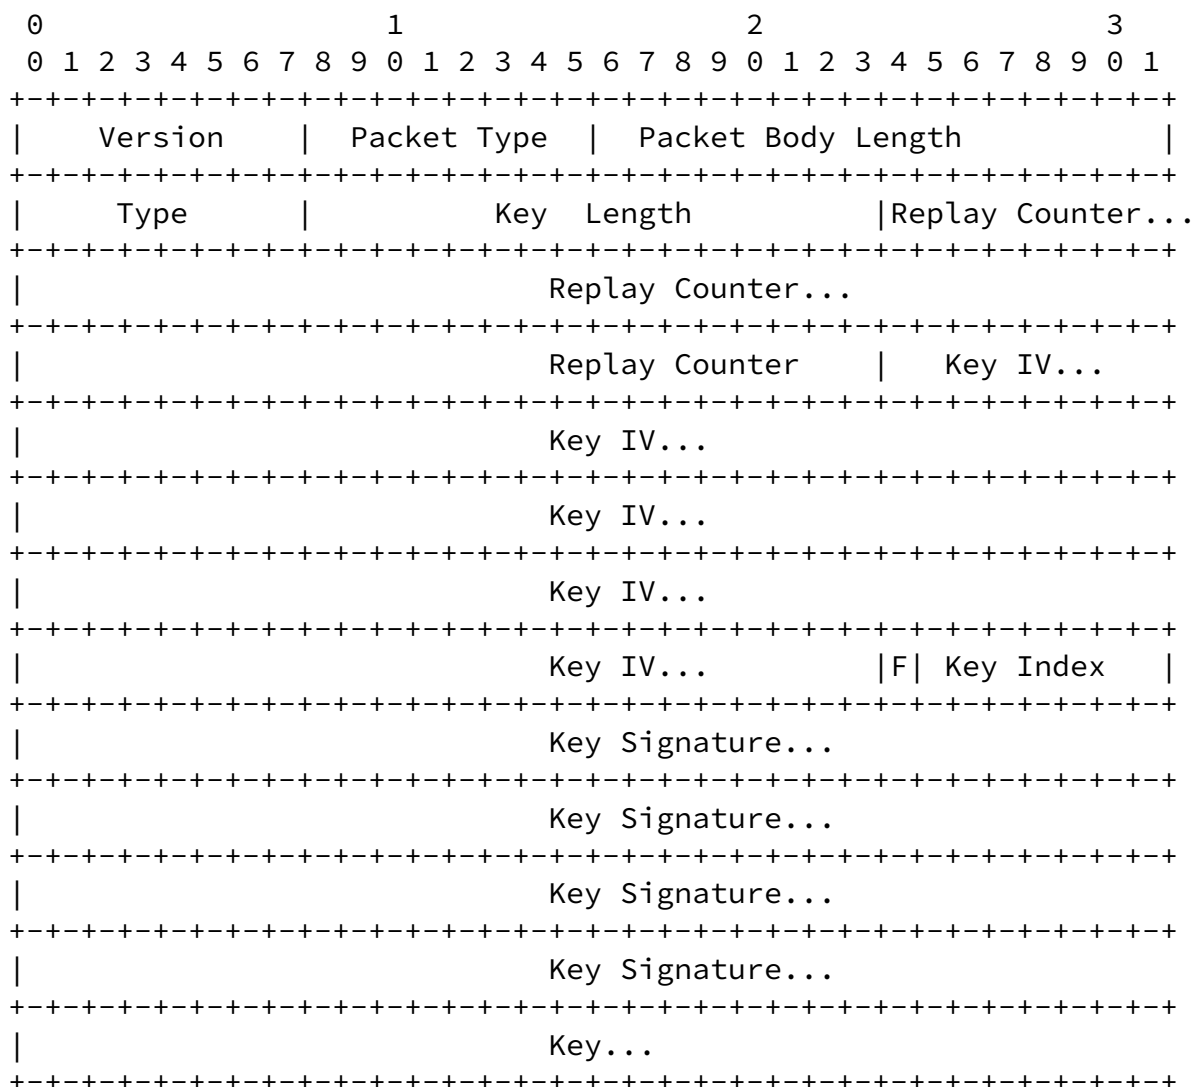 0                   1                   2                   3
 0 1 2 3 4 5 6 7 8 9 0 1 2 3 4 5 6 7 8 9 0 1 2 3 4 5 6 7 8 9 0 1
+-+-+-+-+-+-+-+-+-+-+-+-+-+-+-+-+-+-+-+-+-+-+-+-+-+-+-+-+-+-+-+-+
|    Version    |  Packet Type  |  Packet Body Length           |
+-+-+-+-+-+-+-+-+-+-+-+-+-+-+-+-+-+-+-+-+-+-+-+-+-+-+-+-+-+-+-+-+
|     Type      |          Key  Length          |Replay Counter...
+-+-+-+-+-+-+-+-+-+-+-+-+-+-+-+-+-+-+-+-+-+-+-+-+-+-+-+-+-+-+-+-+
|                             Replay Counter...
+-+-+-+-+-+-+-+-+-+-+-+-+-+-+-+-+-+-+-+-+-+-+-+-+-+-+-+-+-+-+-+-+
|                             Replay Counter    |   Key IV...
+-+-+-+-+-+-+-+-+-+-+-+-+-+-+-+-+-+-+-+-+-+-+-+-+-+-+-+-+-+-+-+-+
|                             Key IV...
+-+-+-+-+-+-+-+-+-+-+-+-+-+-+-+-+-+-+-+-+-+-+-+-+-+-+-+-+-+-+-+-+
|                             Key IV...
+-+-+-+-+-+-+-+-+-+-+-+-+-+-+-+-+-+-+-+-+-+-+-+-+-+-+-+-+-+-+-+-+
|                             Key IV...
+-+-+-+-+-+-+-+-+-+-+-+-+-+-+-+-+-+-+-+-+-+-+-+-+-+-+-+-+-+-+-+-+
|                             Key IV...         |F| Key Index   |
+-+-+-+-+-+-+-+-+-+-+-+-+-+-+-+-+-+-+-+-+-+-+-+-+-+-+-+-+-+-+-+-+
|                             Key Signature...
+-+-+-+-+-+-+-+-+-+-+-+-+-+-+-+-+-+-+-+-+-+-+-+-+-+-+-+-+-+-+-+-+
|                             Key Signature...
+-+-+-+-+-+-+-+-+-+-+-+-+-+-+-+-+-+-+-+-+-+-+-+-+-+-+-+-+-+-+-+-+
|                             Key Signature...
+-+-+-+-+-+-+-+-+-+-+-+-+-+-+-+-+-+-+-+-+-+-+-+-+-+-+-+-+-+-+-+-+
|                             Key Signature...
+-+-+-+-+-+-+-+-+-+-+-+-+-+-+-+-+-+-+-+-+-+-+-+-+-+-+-+-+-+-+-+-+
|                             Key...
+-+-+-+-+-+-+-+-+-+-+-+-+-+-+-+-+-+-+-+-+-+-+-+-+-+-+-+-+-+-+-+-+